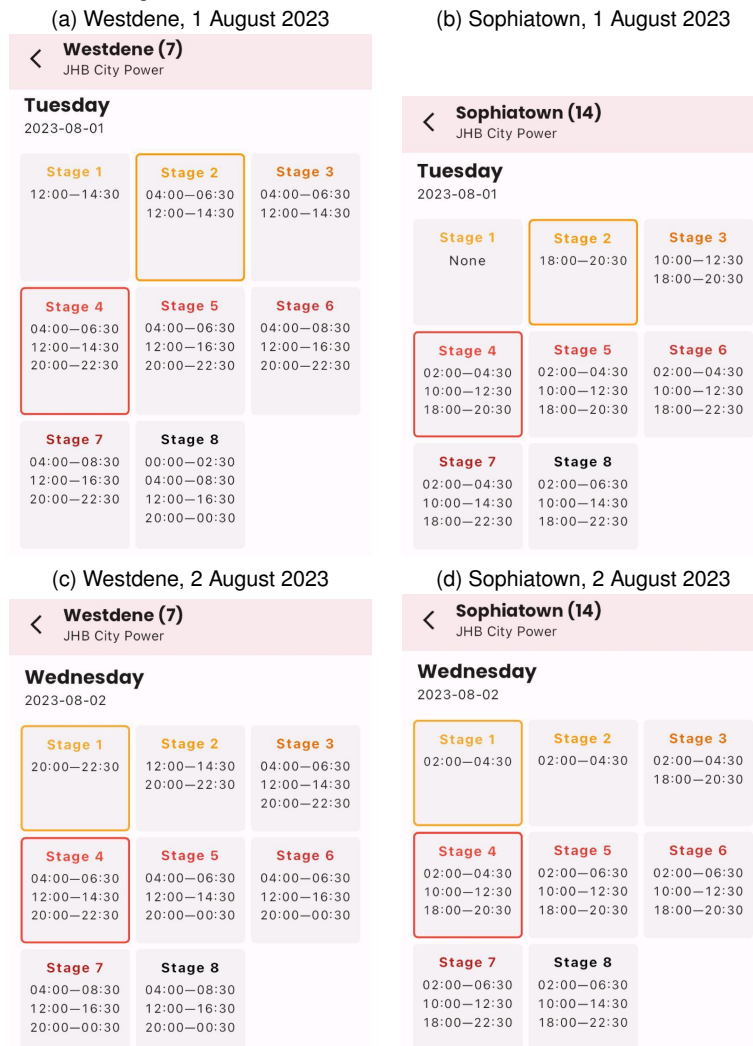 (a) Westdene, 1 August 2023
Westdene (7)
JHB City Power
Tuesday
2023-08-01
Stage 1
12:00—14:30
Stage 2
04:00—06:30
12:00—14:30
Stage 3
04:00—06:30
12:00—14:30
Stage 4
04:00—06:30
12:00—14:30
20:00—22:30
Stage 5
04:00—06:30
12:00—16:30
20:00—22:30
Stage 6
04:00—08:30
12:00—16:30
20:00—22:30
Stage 7
04:00—08:30
12:00—16:30
20:00—22:30
Stage 8
00:00—02:30
04:00—08:30
12:00—16:30
20:00—00:30
(b) Sophiatown, 1 August 2023
Sophiatown (14)
JHB City Power
Tuesday
2023-08-01
Stage 1
None
Stage 2
18:00—20:30
Stage 3
10:00—12:30
18:00—20:30
Stage 4
02:00—04:30
10:00—12:30
18:00—20:30
Stage 5
02:00—04:30
10:00—12:30
18:00—20:30
Stage 6
02:00—04:30
10:00—12:30
18:00—22:30
Stage 7
02:00—04:30
10:00—14:30
18:00—22:30
Stage 8
02:00—06:30
10:00—14:30
18:00—22:30
(c) Westdene, 2 August 2023
Westdene (7)
JHB City Power
Wednesday
2023-08-02
Stage 1
20:00—22:30
Stage 2
12:00—14:30
20:00—22:30
Stage 3
04:00—06:30
12:00—14:30
20:00—22:30
Stage 4
04:00—06:30
12:00—14:30
20:00—22:30
Stage 5
04:00—06:30
12:00—14:30
20:00—00:30
Stage 6
04:00—06:30
12:00—16:30
20:00—00:30
Stage 7
04:00—08:30
12:00—16:30
20:00—00:30
Stage 8
04:00—08:30
12:00—16:30
20:00—00:30
(d) Sophiatown, 2 August 2023
Sophiatown (14)
JHB City Power
Wednesday
2023-08-02
Stage 1
02:00—04:30
Stage 2
02:00—04:30
Stage 3
02:00—04:30
18:00—20:30
Stage 4
02:00—04:30
10:00—12:30
18:00—20:30
Stage 5
02:00—06:30
10:00—12:30
18:00—20:30
Stage 6
02:00—06:30
10:00—12:30
18:00—20:30
Stage 7
02:00—06:30
10:00—12:30
18:00—22:30
Stage 8
02:00—06:30
10:00—14:30
18:00—22:30